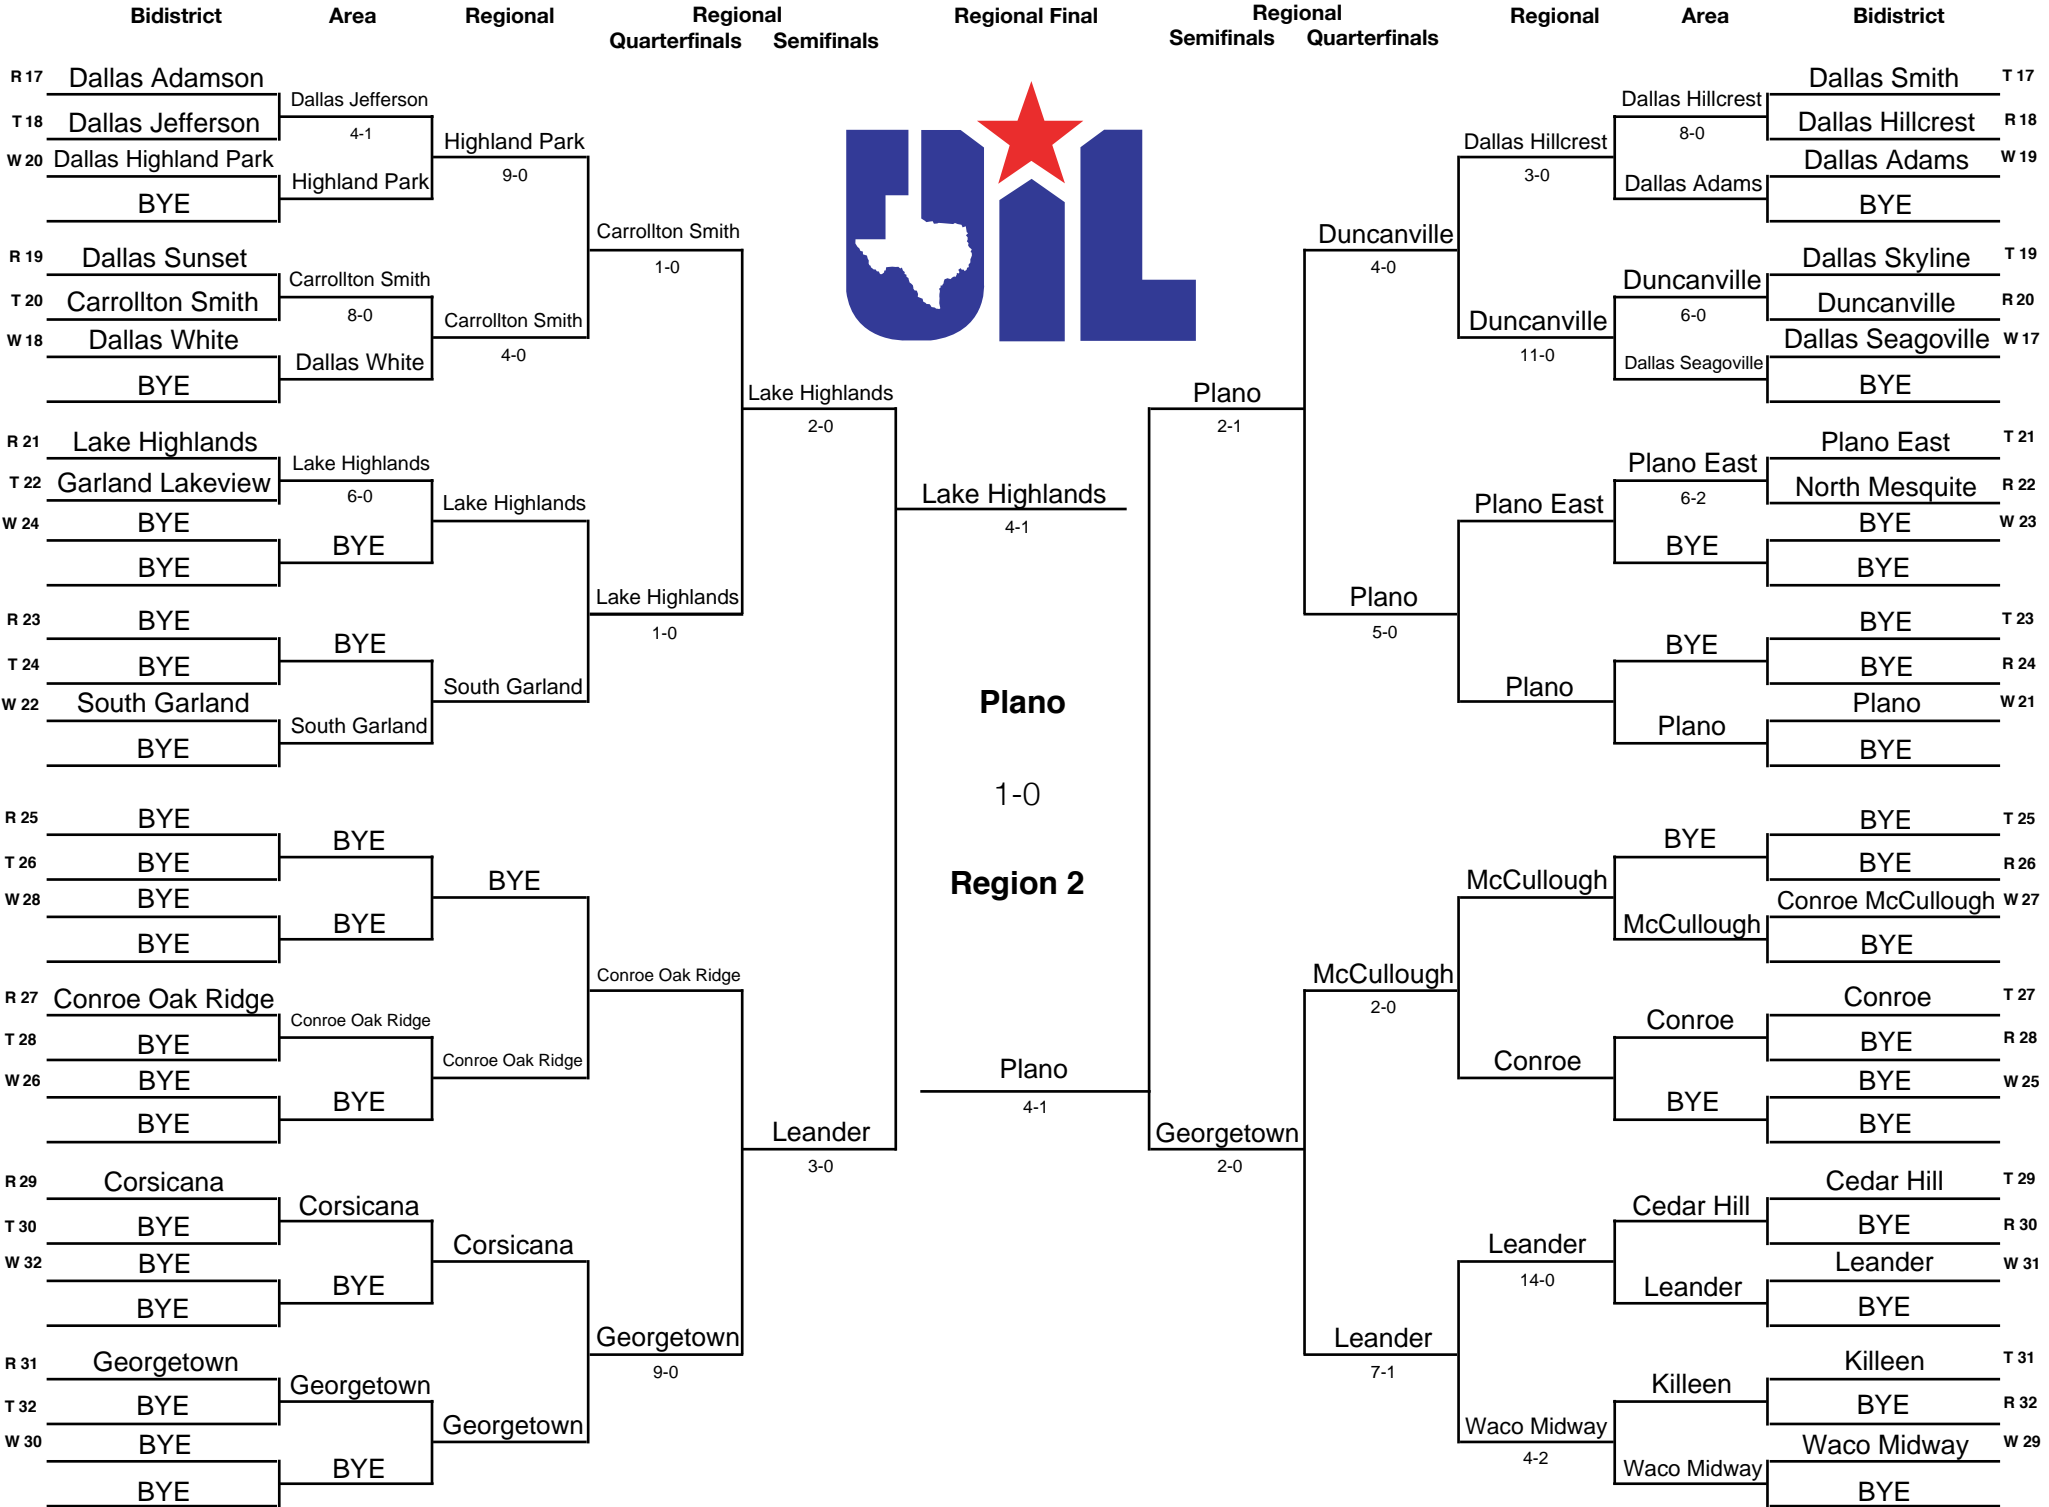 Bidistrict Area Regional Regional Regional Final Regional Regional Area Bidistrict
Quarterfinals Semifinals Semifinals Quarterfinals
R 17 Dallas Adamson
Dallas Jefferson
T 18 Dallas Jefferson
4-1
Highland Park
W 20 Dallas Highland Park
9-0
Highland Park
BYE
Carrollton Smith
1-0
R 19 Dallas Sunset
Carrollton Smith
T 20 Carrollton Smith
8-0
Carrollton Smith
W 18 Dallas White
4-0
Dallas White
BYE
Lake Highlands
2-0
R 21 Lake Highlands
Lake Highlands
T 22 Garland Lakeview
6-0
Lake Highlands
W 24 BYE
BYE
BYE
Lake Highlands
1-0
R 23 BYE
BYE
T 24 BYE
South Garland
W 22 South Garland
South Garland
BYE
R 25 BYE
BYE
T 26 BYE
BYE
W 28 BYE
BYE
BYE
Conroe Oak Ridge
R 27 Conroe Oak Ridge
Conroe Oak Ridge
T 28 BYE
Conroe Oak Ridge
W 26 BYE
BYE
BYE
Leander
3-0
R 29 Corsicana
Corsicana
T 30 BYE
Corsicana
W 32 BYE
BYE
BYE
Georgetown
9-0
R 31 Georgetown
Georgetown
T 32 BYE
Georgetown
W 30 BYE
BYE
BYE
UIL
Lake Highlands
4-1
Plano
1-0
Region 2
Plano
4-1
Dallas Smith T 17
Dallas Hillcrest
Dallas Hillcrest R 18
8-0
Dallas Hillcrest
3-0
Dallas Adams W 19
Dallas Adams
BYE
Duncanville
4-0
Dallas Skyline T 19
Duncanville
Duncanville R 20
6-0
Duncanville
11-0
Dallas Seagoville W 17
Dallas Seagoville
BYE
Plano
2-1
Plano East T 21
Plano East
North Mesquite R 22
6-2
Plano East
BYE W 23
BYE
BYE
Plano
5-0
BYE T 23
BYE
BYE R 24
Plano
Plano W 21
Plano
BYE
BYE T 25
BYE
BYE R 26
McCullough
Conroe McCullough W 27
McCullough
BYE
McCullough
2-0
Conroe T 27
Conroe
BYE R 28
Conroe
BYE W 25
BYE
BYE
Georgetown
2-0
Cedar Hill T 29
Cedar Hill
BYE R 30
Leander
14-0
Leander W 31
Leander
BYE
Leander
7-1
Killeen T 31
Killeen
BYE R 32
Waco Midway
4-2
Waco Midway W 29
Waco Midway
BYE